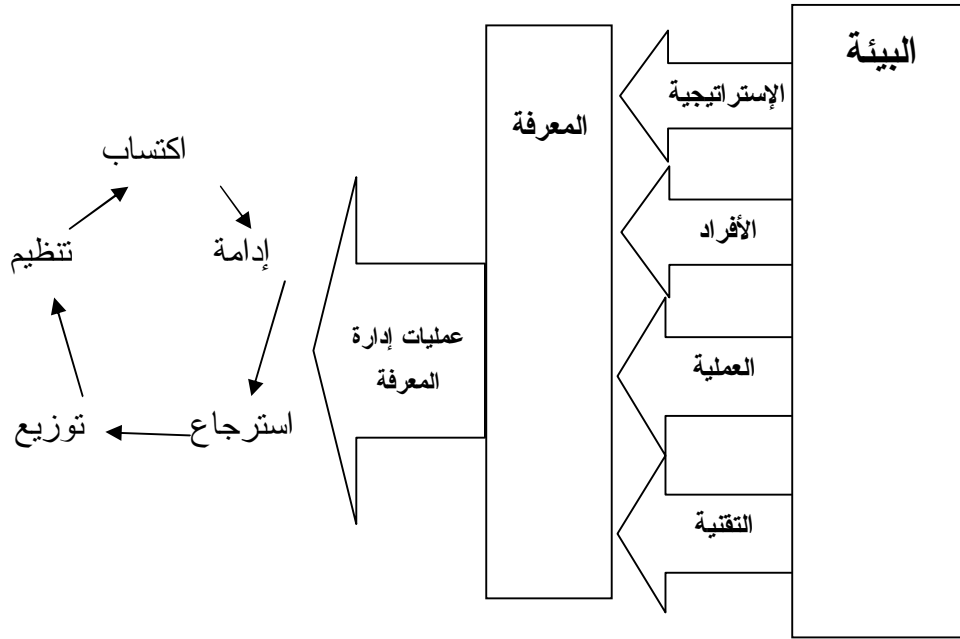 البيئة
الإستراتيجية
الأفراد
العملية
التقنية
المعرفة
عمليات إدارة
المعرفة
اكتساب
إدامة
استرجاع
توزيع
تنظيم